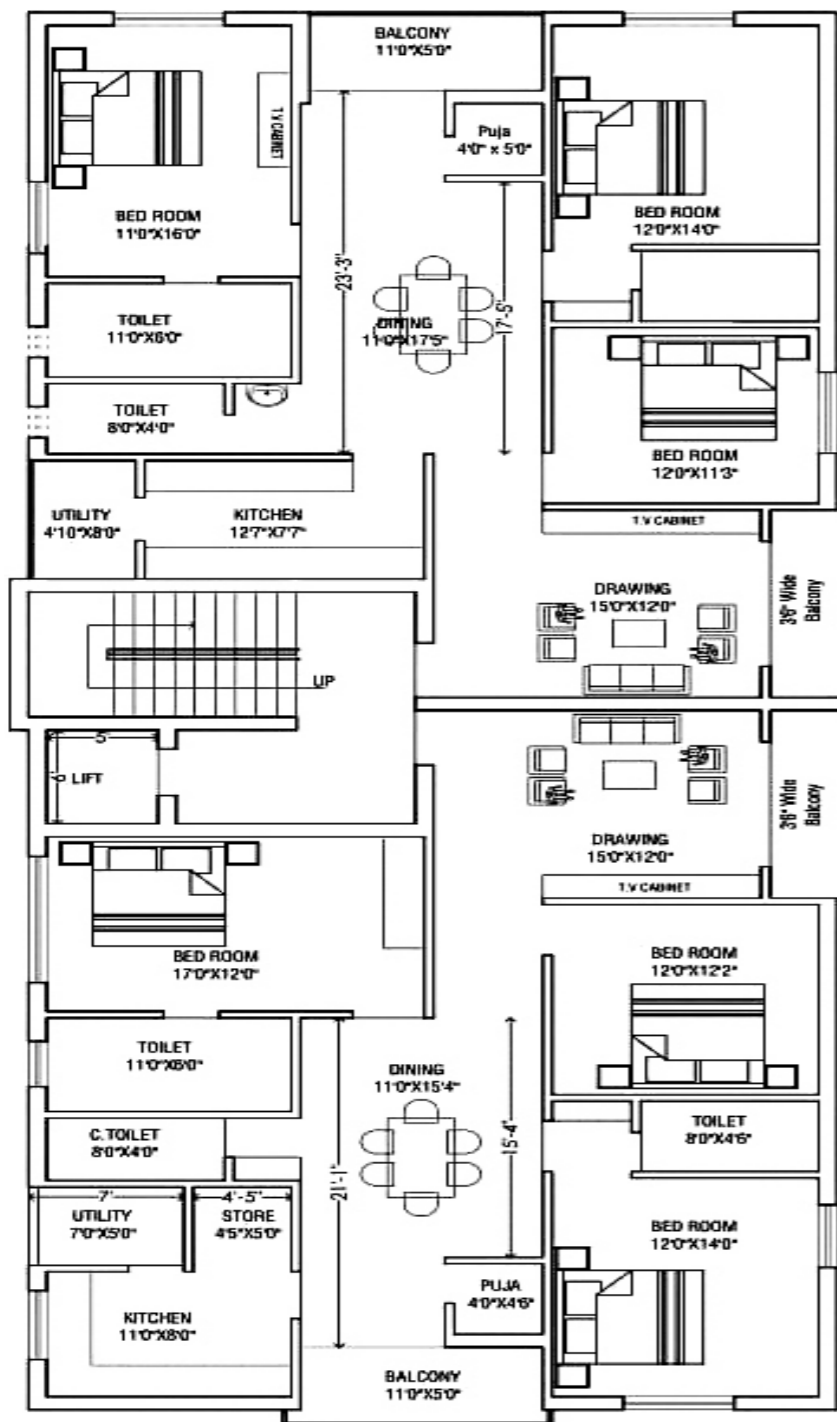 BALCONY
11'0"X5'0"
Puja
4'0" x 5'0"
T.V CABINET
BED ROOM
11'0"X16'0"
BED ROOM
12'0"X14'0"
23'-3"
17'-5"
TOILET
11'0"X6'0"
DINING
11'0"X17'5"
TOILET
8'0"X4'0"
BED ROOM
12'0"X11'3"
UTILITY
4'10"X8'0"
KITCHEN
12'7"X7'7"
T.V CABINET
DRAWING
15'0"X12'0"
3'6" Wide
Balcony
UP
5'
6'
LIFT
3'6" Wide
Balcony
DRAWING
15'0"X12'0"
T.V CABINET
BED ROOM
17'0"X12'0"
BED ROOM
12'0"X12'2"
TOILET
11'0"X6'0"
DINING
11'0"X15'4"
15'-4"
21'-1"
C.TOILET
8'0"X4'0"
TOILET
8'0"X4'6"
7'
4'-5"
UTILITY
7'0"X5'0"
STORE
4'5"X5'0"
BED ROOM
12'0"X14'0"
PUJA
4'0"X4'6"
KITCHEN
11'0"X8'0"
BALCONY
11'0"X5'0"